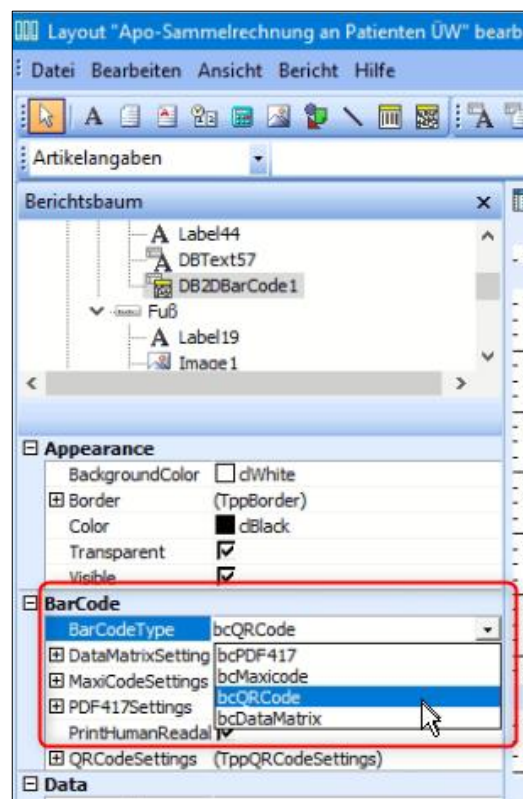 Layout "Apo-Sammelrechnung an Patienten ÜW" bearb
Datei Bearbeiten Ansicht Bericht Hilfe
A
Artikelangaben
Berichtsbaum x
A Label44
A DBText57
DB2DBarCode1
Fuß
A Label19
Image1
Appearance
BackgroundColor clWhite
Border (TppBorder)
Color clBlack
Transparent
Visible
BarCode
BarCodeType bcQRCode
DataMatrixSetting bcPDF417
MaxiCodeSettings bcMaxicode
PDF417Settings bcQRCode
bcDataMatrix
PrintHumanReadal
QRCodeSettings (TppQRCodeSettings)
Data